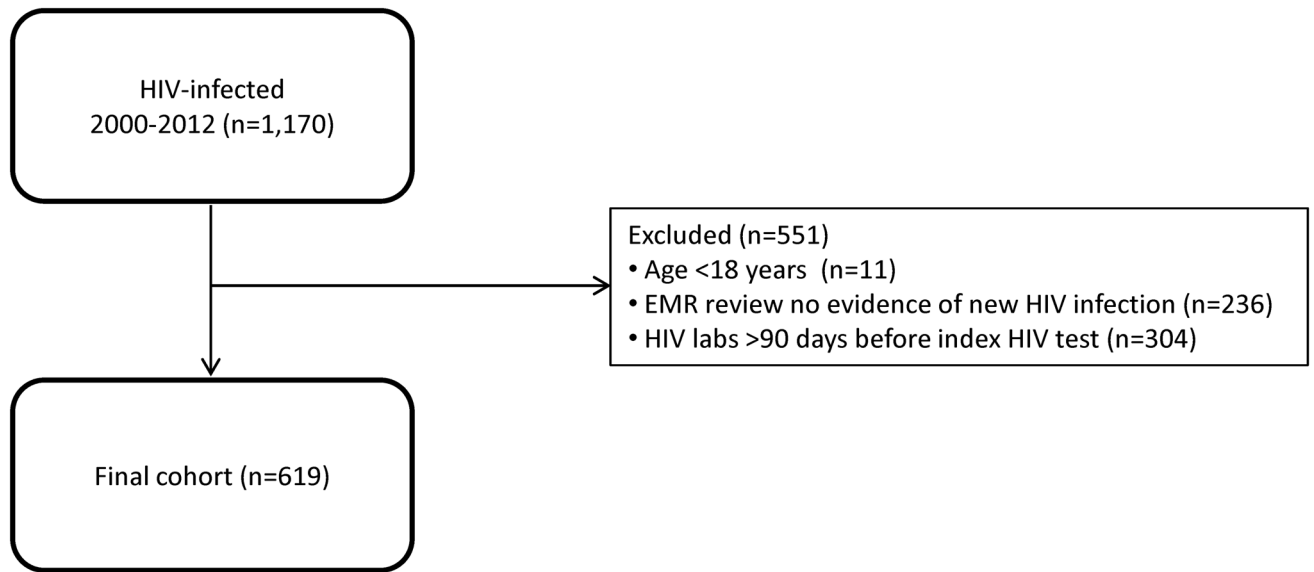 HIV-infected
2000-2012 (n=1,170)
Excluded (n=551)
• Age <18 years  (n=11)
• EMR review no evidence of new HIV infection (n=236)
• HIV labs >90 days before index HIV test (n=304)
Final cohort (n=619)